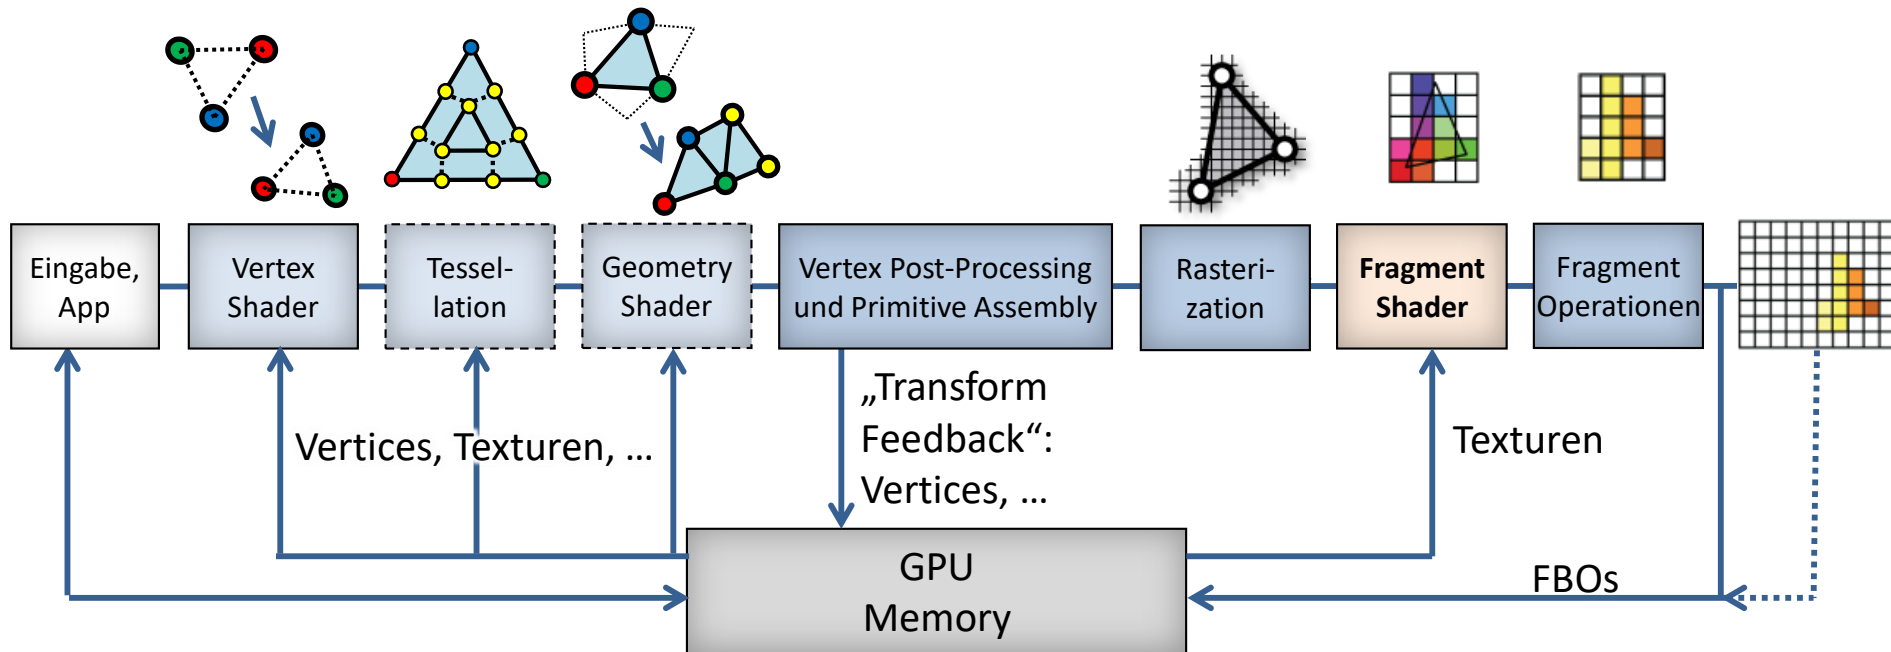 Eingabe,
App
Vertex
Shader
Tessel-
lation
Geometry
Shader
Vertex Post-Processing
und Primitive Assembly
Rasteri-
zation
Fragment
Shader
Fragment
Operationen
Vertices, Texturen, ...
„Transform
Feedback“:
Vertices, ...
Texturen
FBOs
GPU
Memory